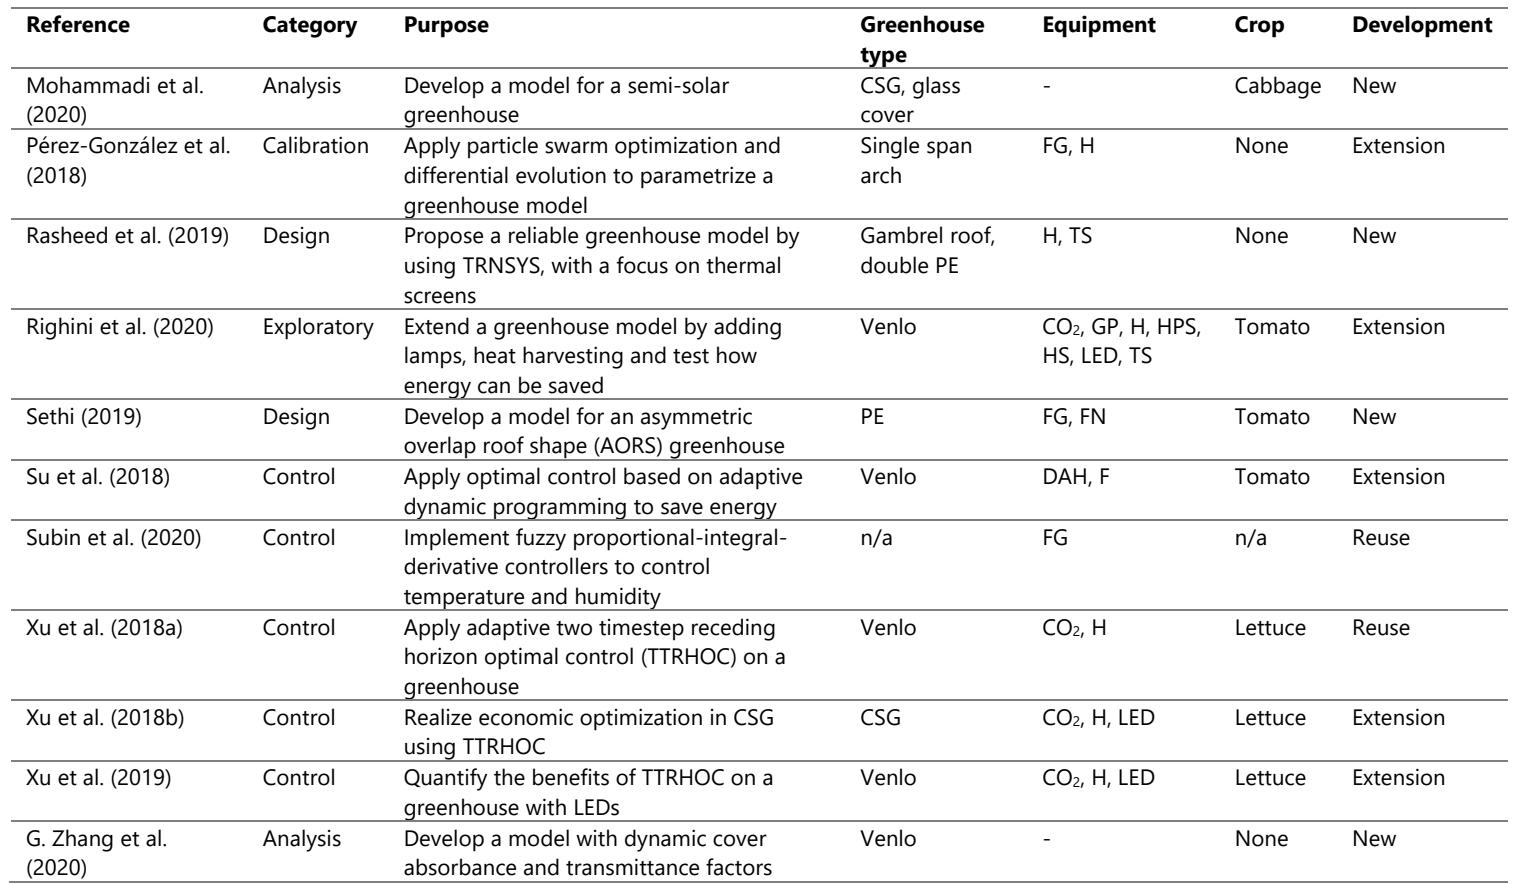 Reference Category Purpose Greenhouse type Equipment Crop Development
Mohammadi et al. (2020) Analysis Develop a model for a semi-solar greenhouse CSG, glass cover - Cabbage New
Pérez-González et al. (2018) Calibration Apply particle swarm optimization and differential evolution to parametrize a greenhouse model Single span arch FG, H None Extension
Rasheed et al. (2019) Design Propose a reliable greenhouse model by using TRNSYS, with a focus on thermal screens Gambrel roof, double PE H, TS None New
Righini et al. (2020) Exploratory Extend a greenhouse model by adding lamps, heat harvesting and test how energy can be saved Venlo CO₂, GP, H, HPS, HS, LED, TS Tomato Extension
Sethi (2019) Design Develop a model for an asymmetric overlap roof shape (AORS) greenhouse PE FG, FN Tomato New
Su et al. (2018) Control Apply optimal control based on adaptive dynamic programming to save energy Venlo DAH, F Tomato Extension
Subin et al. (2020) Control Implement fuzzy proportional-integral-derivative controllers to control temperature and humidity n/a FG n/a Reuse
Xu et al. (2018a) Control Apply adaptive two timestep receding horizon optimal control (TTRHOC) on a greenhouse Venlo CO₂, H Lettuce Reuse
Xu et al. (2018b) Control Realize economic optimization in CSG using TTRHOC CSG CO₂, H, LED Lettuce Extension
Xu et al. (2019) Control Quantify the benefits of TTRHOC on a greenhouse with LEDs Venlo CO₂, H, LED Lettuce Extension
G. Zhang et al. (2020) Analysis Develop a model with dynamic cover absorbance and transmittance factors Venlo - None New